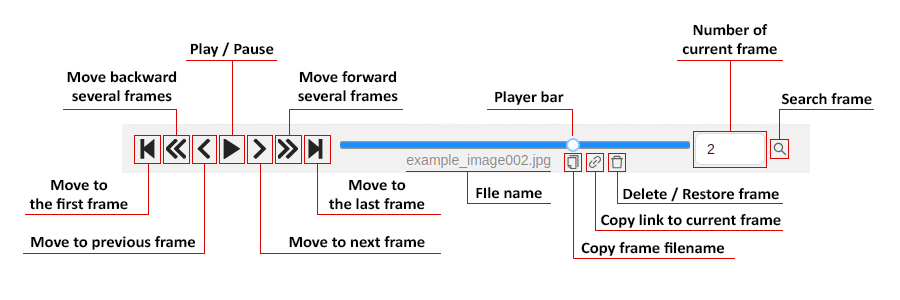 Number of
current frame
Play / Pause
Move backward
several frames
Move forward
several frames
Player bar
Search frame
2
example_image002.jpg
Move to
the first frame
Move to
the last frame
FIle name
Delete / Restore frame
Copy link to current frame
Move to previous frame
Move to next frame
Copy frame filename